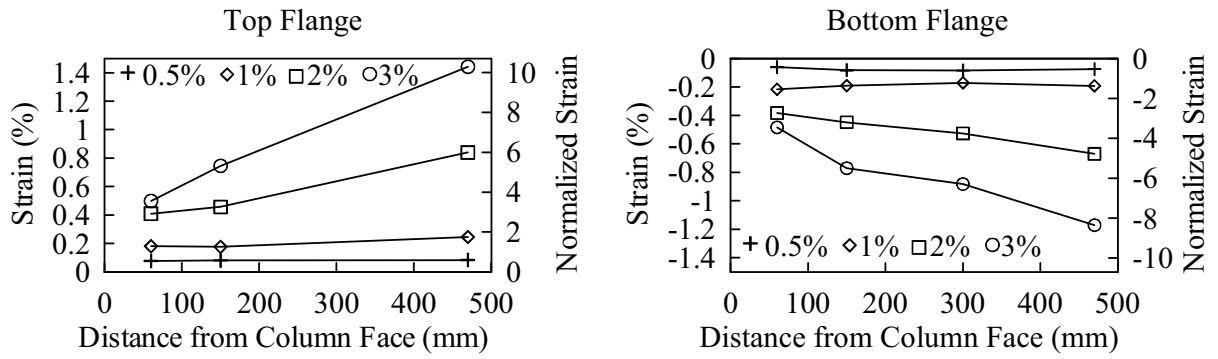 Top Flange
1.4
1.2
1
0.8
0.6
0.4
0.2
0
Strain (%)
0.5% 1% 2% 3%
10
8
6
4
2
0
Normalized Strain
0 100 200 300 400 500
Distance from Column Face (mm)
Bottom Flange
0
-0.2
-0.4
-0.6
-0.8
-1
-1.2
-1.4
Strain (%)
0.5% 1% 2% 3%
0
-2
-4
-6
-8
-10
Normalized Strain
0 100 200 300 400 500
Distance from Column Face (mm)